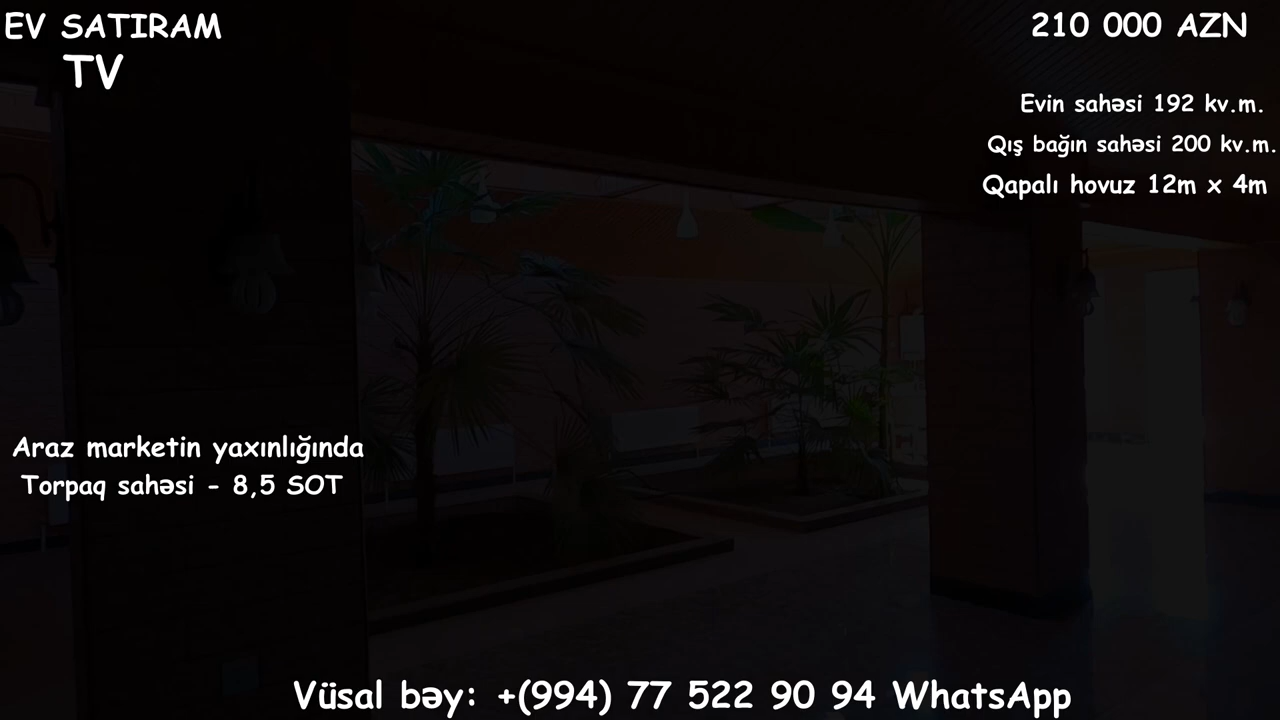 EV SATIRAM
TV
210 000 AZN
Evin sahəsi 192 kv.m.
Qış bağın sahəsi 200 kv.m.
Qapalı hovuz 12m x 4m
Araz marketin yaxınlığında
Torpaq sahəsi - 8,5 SOT
Vüsal bəy: +(994) 77 522 90 94 WhatsApp